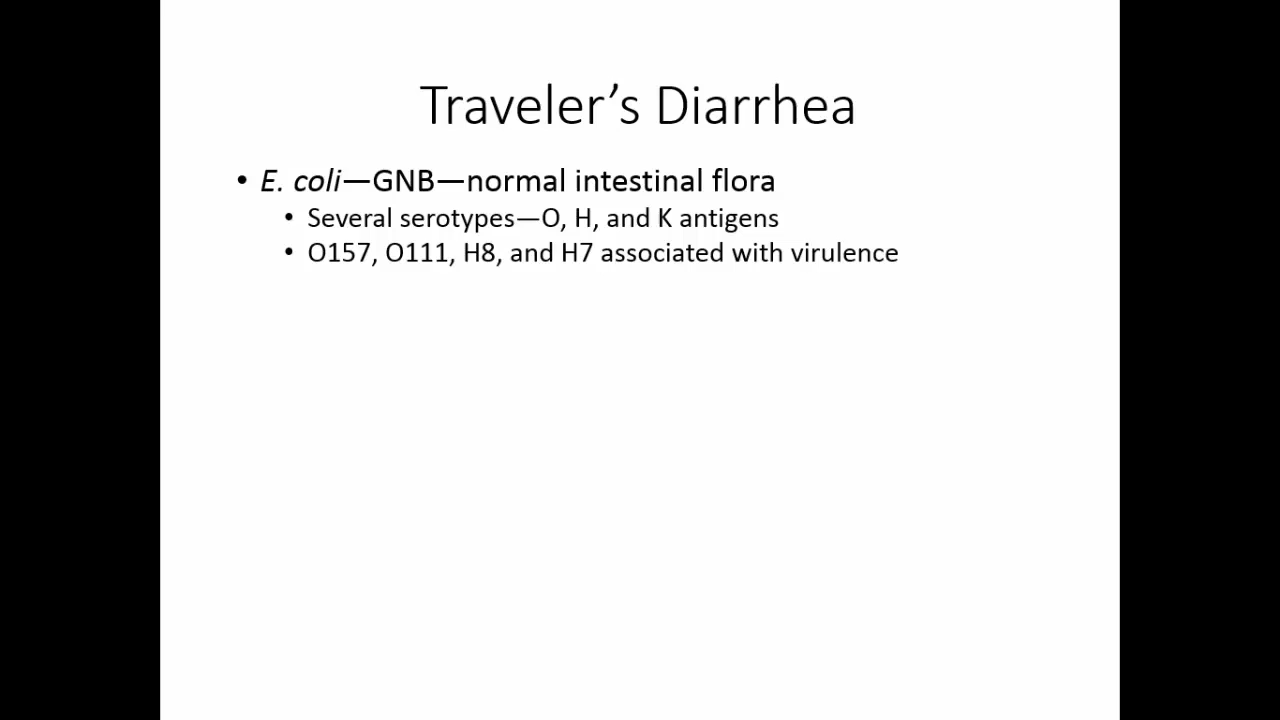 Traveler’s Diarrhea
• E. coli—GNB—normal intestinal flora
• Several serotypes—O, H, and K antigens
• O157, O111, H8, and H7 associated with virulence